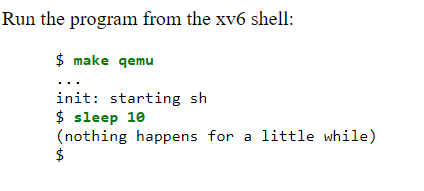 Run the program from the xv6 shell:
$ make qemu
...
init: starting sh
$ sleep 10
(nothing happens for a little while)
$